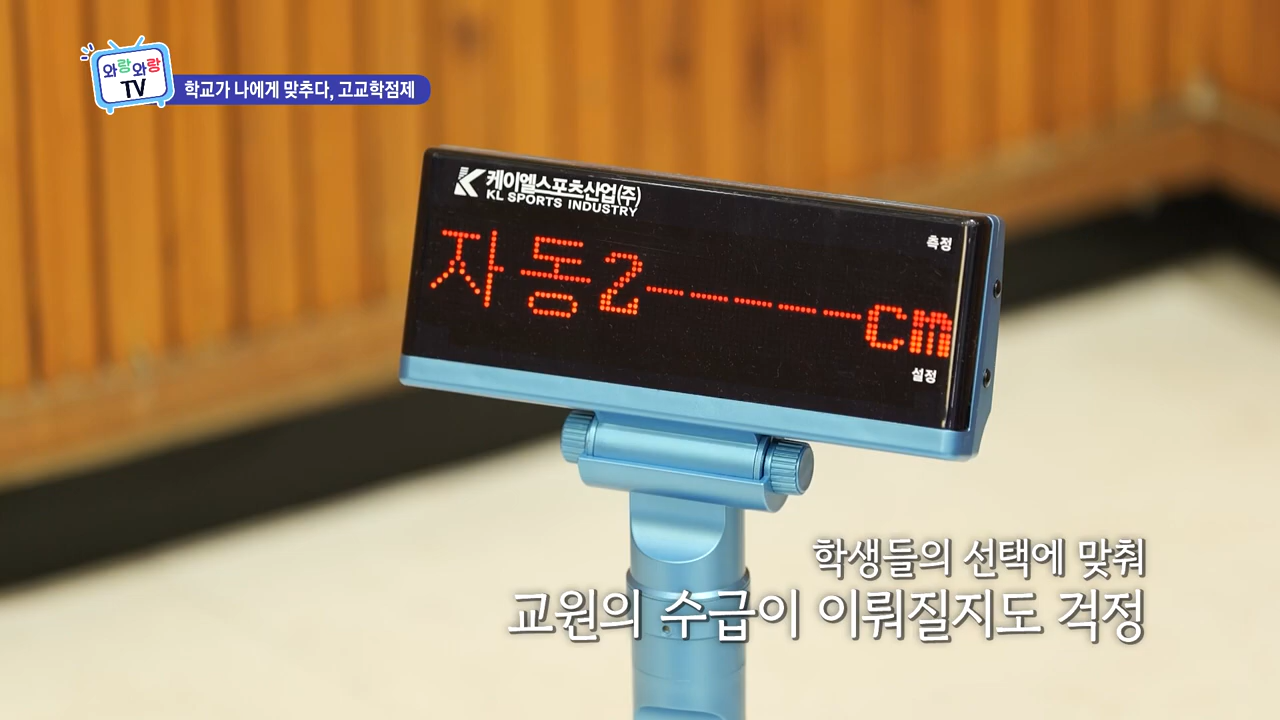 와랑와랑
TV
학교가 나에게 맞추다, 고교학점제
케이엘스포츠산업(주)
KL SPORTS INDUSTRY
측정
자동2-----cm
설정
학생들의 선택에 맞춰
교원의 수급이 이뤄질지도 걱정